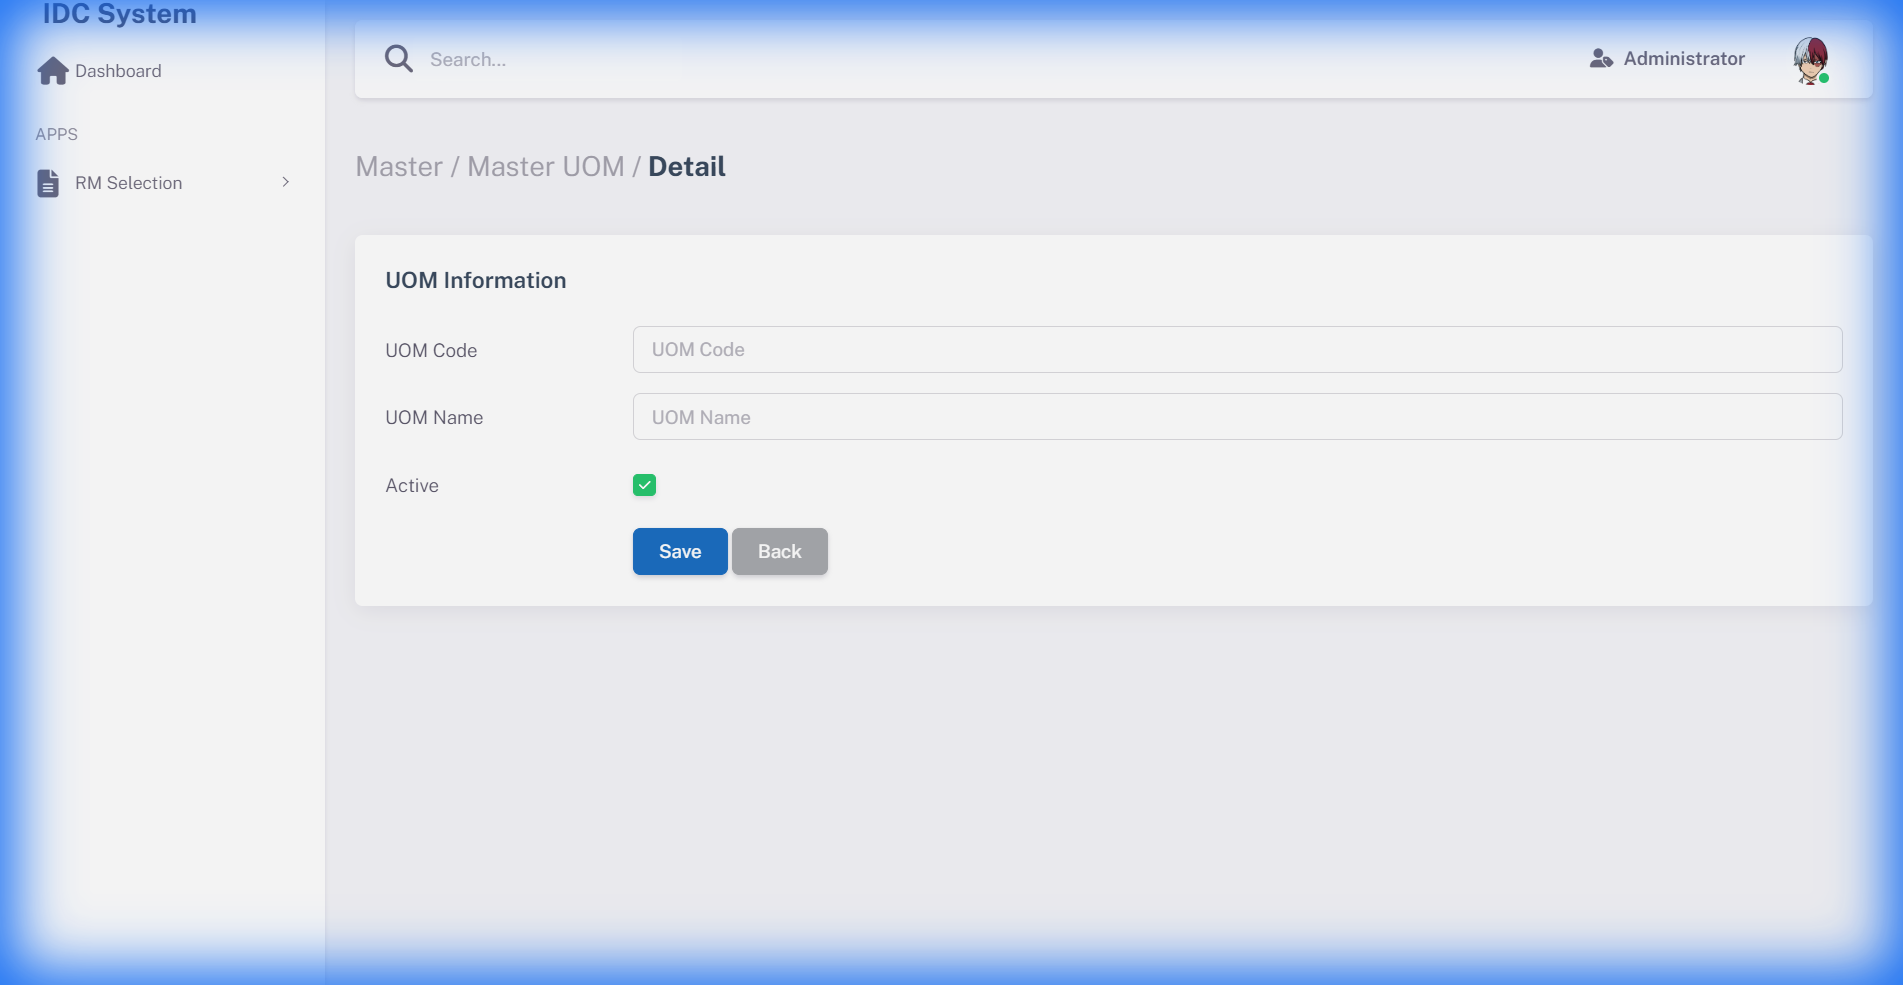 IDC System
Dashboard
APPS
RM Selection
Search...
Administrator
Master / Master UOM / Detail
UOM Information
UOM Code
UOM Code
UOM Name
UOM Name
Active
Save
Back